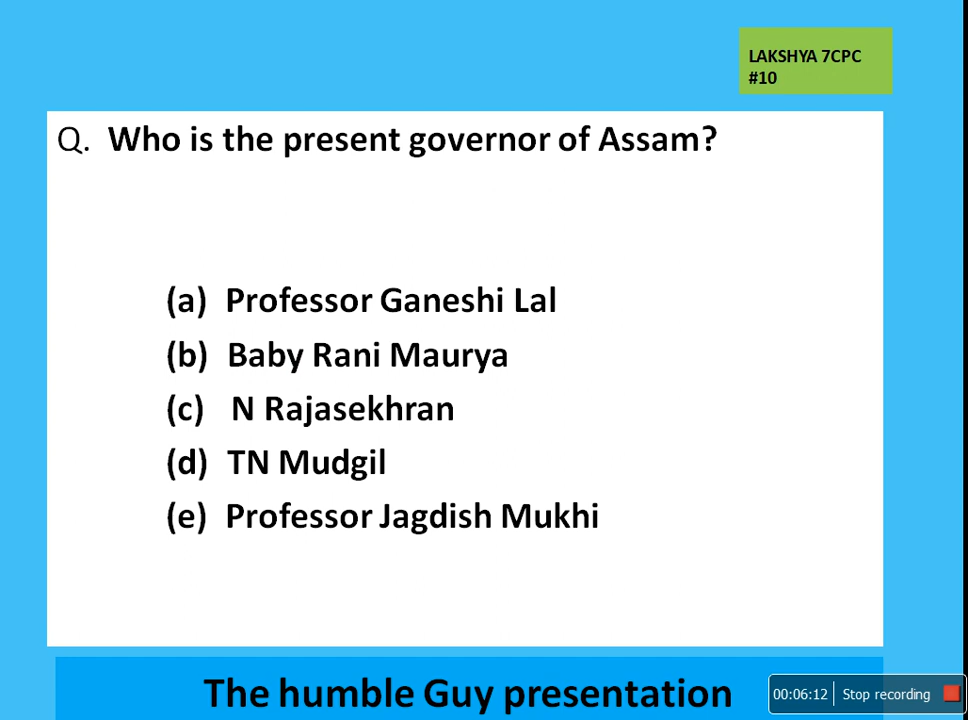 LAKSHYA 7CPC
#10
Q. Who is the present governor of Assam?
(a) Professor Ganeshi Lal
(b) Baby Rani Maurya
(c) N Rajasekhran
(d) TN Mudgil
(e) Professor Jagdish Mukhi
The humble Guy presentation
00:06:12 Stop recording